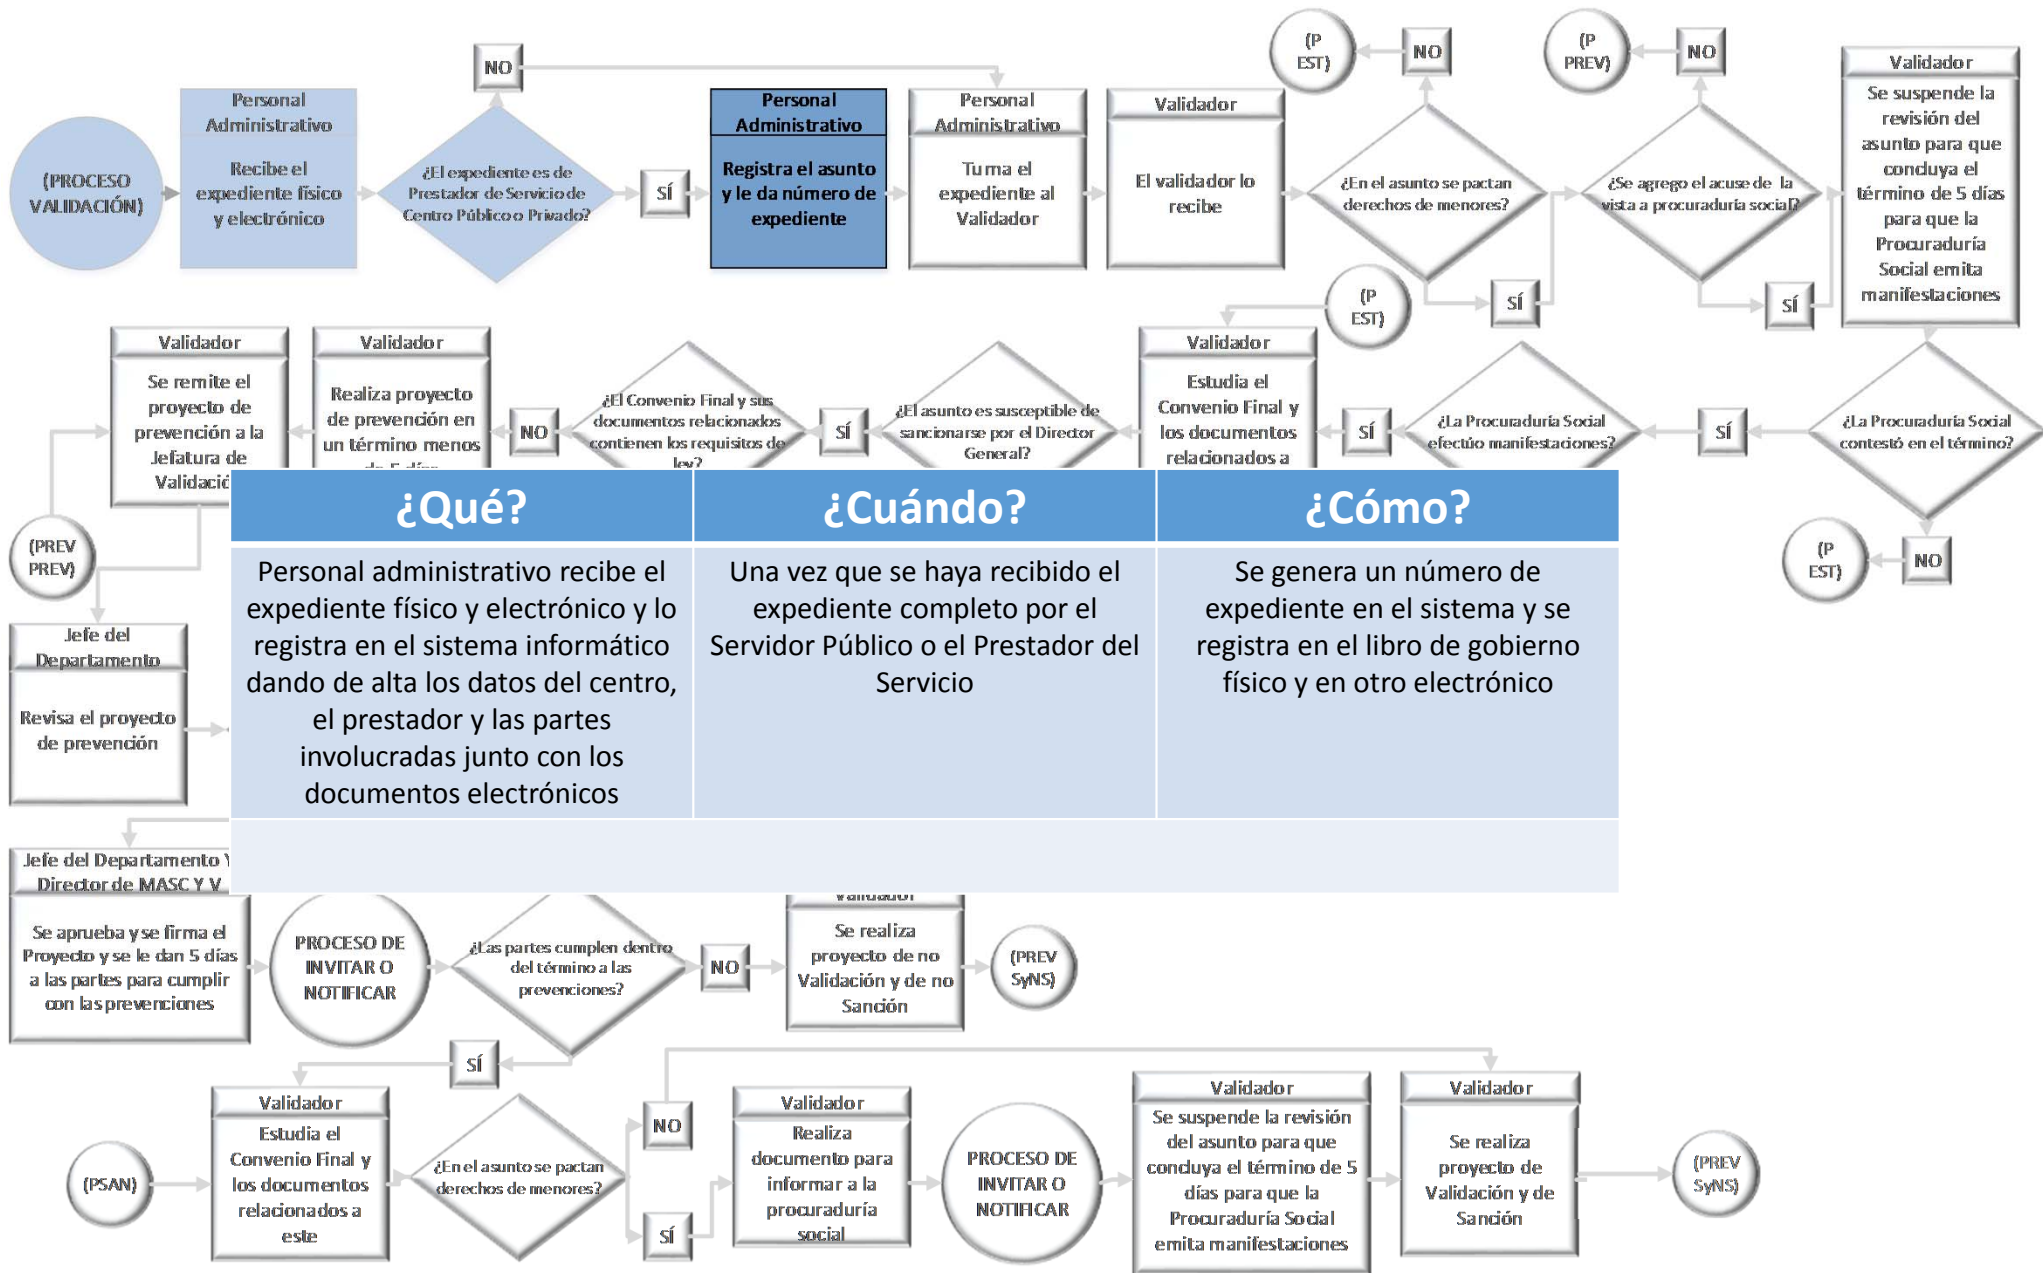 (PROCESO
VALIDACIÓN)
Personal
Administrativo
Recibe el
expediente físico
y electrónico
NO
¿El expediente es de
Prestador de Servicio de
Centro Público o Privado?
SÍ
Personal
Administrativo
Registra el asunto
y le da número de
expediente
Personal
Administrativo
Turna el
expediente al
Validador
Validador
El validador lo
recibe
(P
EST)
NO
¿En el asunto se pactan
derechos de menores?
SÍ
(P
PREV)
NO
¿Se agrego el acuse de la
vista a procuraduría social?
SÍ
Validador
Se suspende la
revisión del
asunto para que
concluya el
término de 5 días
para que la
Procuraduría
Social emita
manifestaciones
¿La Procuraduría Social
contestó en el término?
NO
(P
EST)
SÍ
¿La Procuraduría Social
efectúo manifestaciones?
SÍ
(P
EST)
Validador
Estudia el
Convenio Final y
los documentos
relacionados a
¿El asunto es susceptible de
sancionarse por el Director
General?
SÍ
¿El Convenio Final y sus
documentos relacionados
contienen los requisitos de
ley?
NO
Validador
Realiza proyecto
de prevención en
un término menos
de 5 días
Validador
Se remite el
proyecto de
prevención a la
Jefatura de
Validació
(PREV
PREV)
¿Qué?
¿Cuándo?
¿Cómo?
Personal administrativo recibe el
expediente físico y electrónico y lo
registra en el sistema informático
dando de alta los datos del centro,
el prestador y las partes
involucradas junto con los
documentos electrónicos
Una vez que se haya recibido el
expediente completo por el
Servidor Público o el Prestador del
Servicio
Se genera un número de
expediente en el sistema y se
registra en el libro de gobierno
físico y en otro electrónico
Jefe del
Departamento
Revisa el proyecto
de prevención
Jefe del Departamento Y
Director de MASC Y V
Se aprueba y se firma el
Proyecto y se le dan 5 días
a las partes para cumplir
con las prevenciones
PROCESO DE
INVITAR O
NOTIFICAR
¿Las partes cumplen dentro
del término a las
prevenciones?
NO
Validador
Se realiza
proyecto de no
Validación y de no
Sanción
(PREV
SyNS)
SÍ
(PSAN)
Validador
Estudia el
Convenio Final y
los documentos
relacionados a
este
¿En el asunto se pactan
derechos de menores?
NO
SÍ
Validador
Realiza
documento para
informar a la
procuraduría
social
PROCESO DE
INVITAR O
NOTIFICAR
Validador
Se suspende la revisión
del asunto para que
concluya el término de 5
días para que la
Procuraduría Social
emita manifestaciones
Validador
Se realiza
proyecto de
Validación y de
Sanción
(PREV
SyNS)